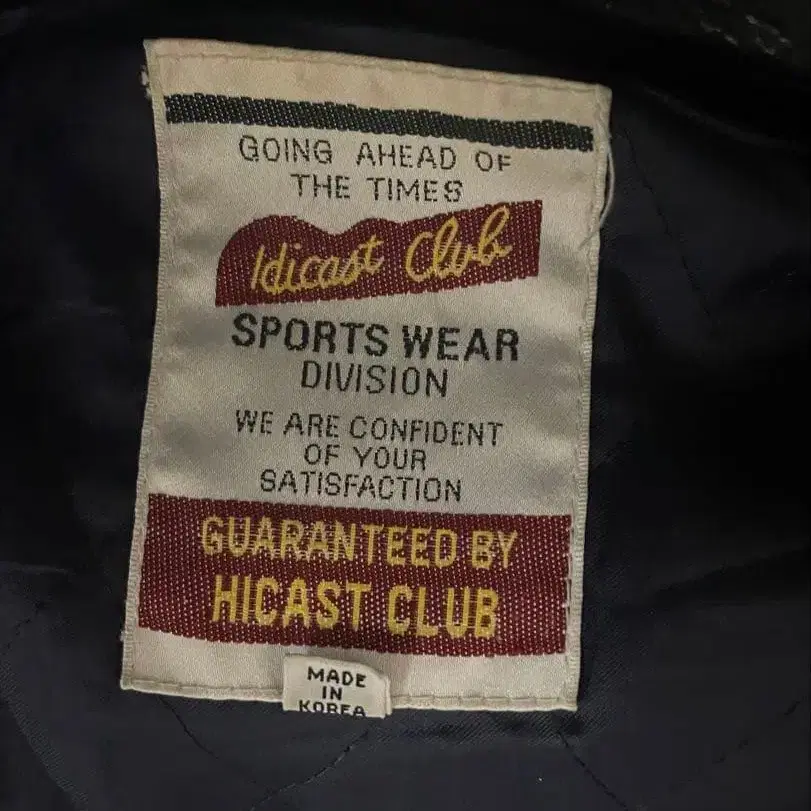 GOING AHEAD OF
THE TIMES
Hicast Club
SPORTS WEAR
DIVISION
WE ARE CONFIDENT
OF YOUR
SATISFACTION
GUARANTEED BY
HICAST CLUB
MADE
IN
KOREA